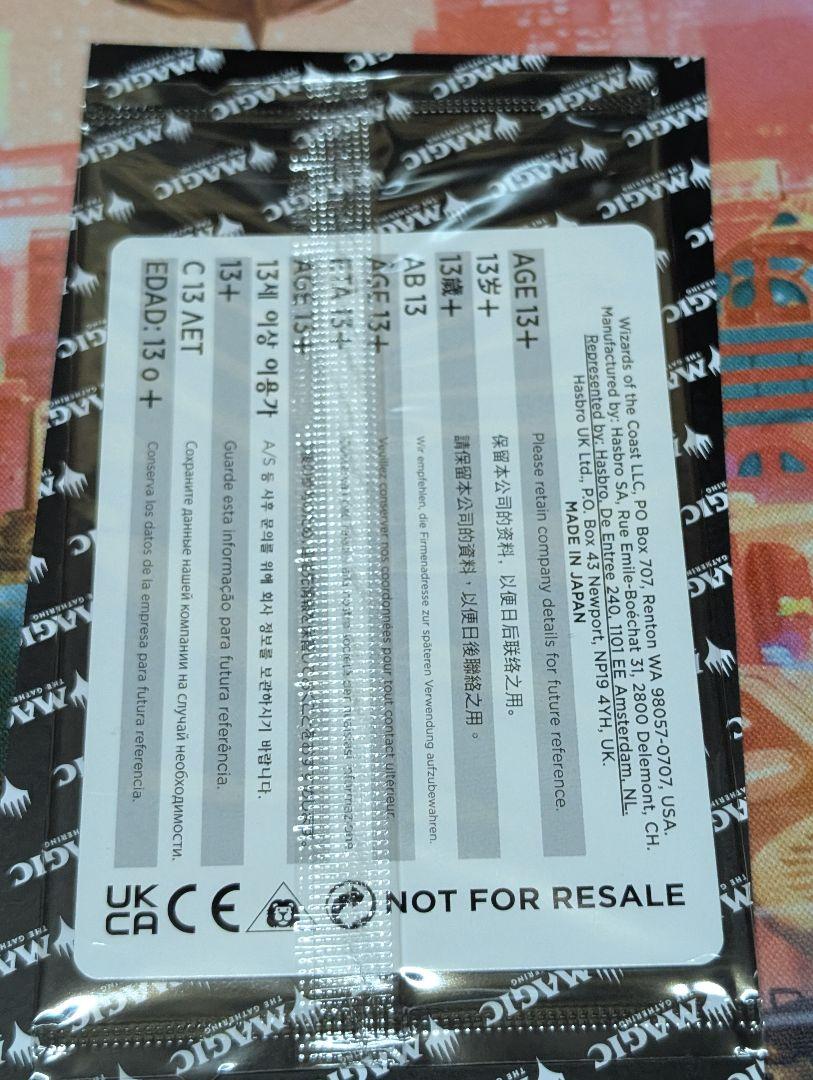 Wizards of the Coast LLC, PO Box 707, Renton WA 98057-0707, USA.
Manufactured by: Hasbro SA, Rue Emile-Boéchat 31, 2800 Delémont, CH.
Represented by: Hasbro, De Entree 240, 1101 EE Amsterdam, NL.
Hasbro UK Ltd., P.O. Box 43 Newport, NP19 4YH, UK.
MADE IN JAPAN
AGE 13+ Please retain company details for future reference.
13岁+ 保留本公司的资料，以便日后联络之用。
13歲+ 請保留本公司的資料，以便日後聯絡之用。
AB 13 Wir empfehlen, die Firmenadresse zur späteren Verwendung aufzubewahren.
AGE 13+ Veuillez conserver nos coordonnées pour tout contact ultérieur.
ETÀ 13+
AGE 13+
13세 이상 이용가 A/S 등 사후 문의를 위해 회사 정보를 보관하시기 바랍니다.
13+ Guarde esta informação para futura referência.
С 13 ЛЕТ Сохраните данные нашей компании на случай необходимости.
EDAD: 13 o + Conserva los datos de la empresa para futura referencia.
UK
CA
CE
NOT FOR RESALE
MAGIC
THE GATHERING